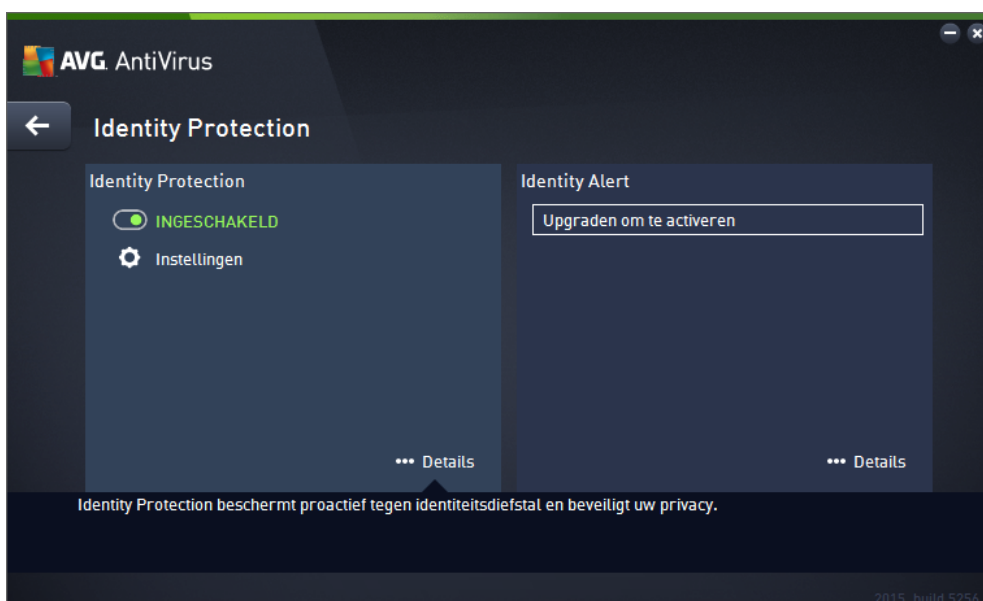 AVG. AntiVirus
Identity Protection
Identity Protection
INGESCHAKELD
Instellingen
Details
Identity Alert
Upgraden om te activeren
Details
Identity Protection beschermt proactief tegen identiteitsdiefstal en beveiligt uw privacy.
2015, build 5256